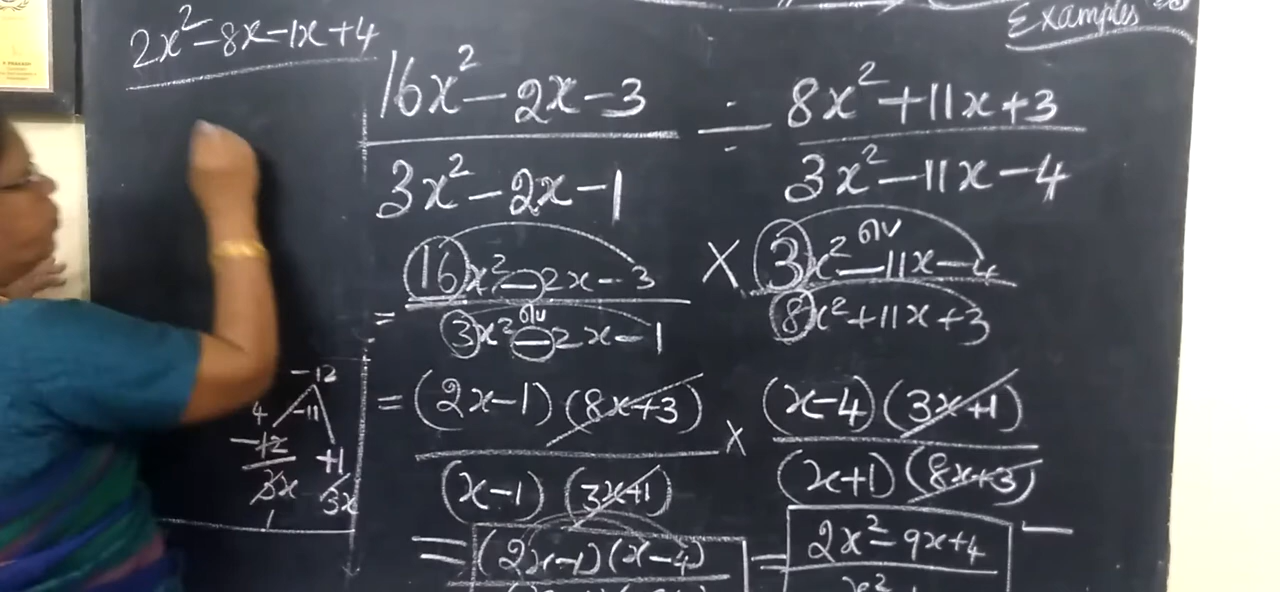 Examples
2x² - 8x - 1x + 4
16x² - 2x - 3 / 3x² - 2x - 1 ÷ 8x² + 11x + 3 / 3x² - 11x - 4
= 16x² - 2x - 3 / 3x² - 2x - 1 × 3x² - 11x - 4 / 8x² + 11x + 3
= (2x-1) (8x+3) / (x-1) (3x+1) × (x-4) (3x+1) / (x+1) (8x+3)
= (2x-1)(x-4) = 2x² - 9x + 4
-12
4 -11
-12 +1
3x 3x
1